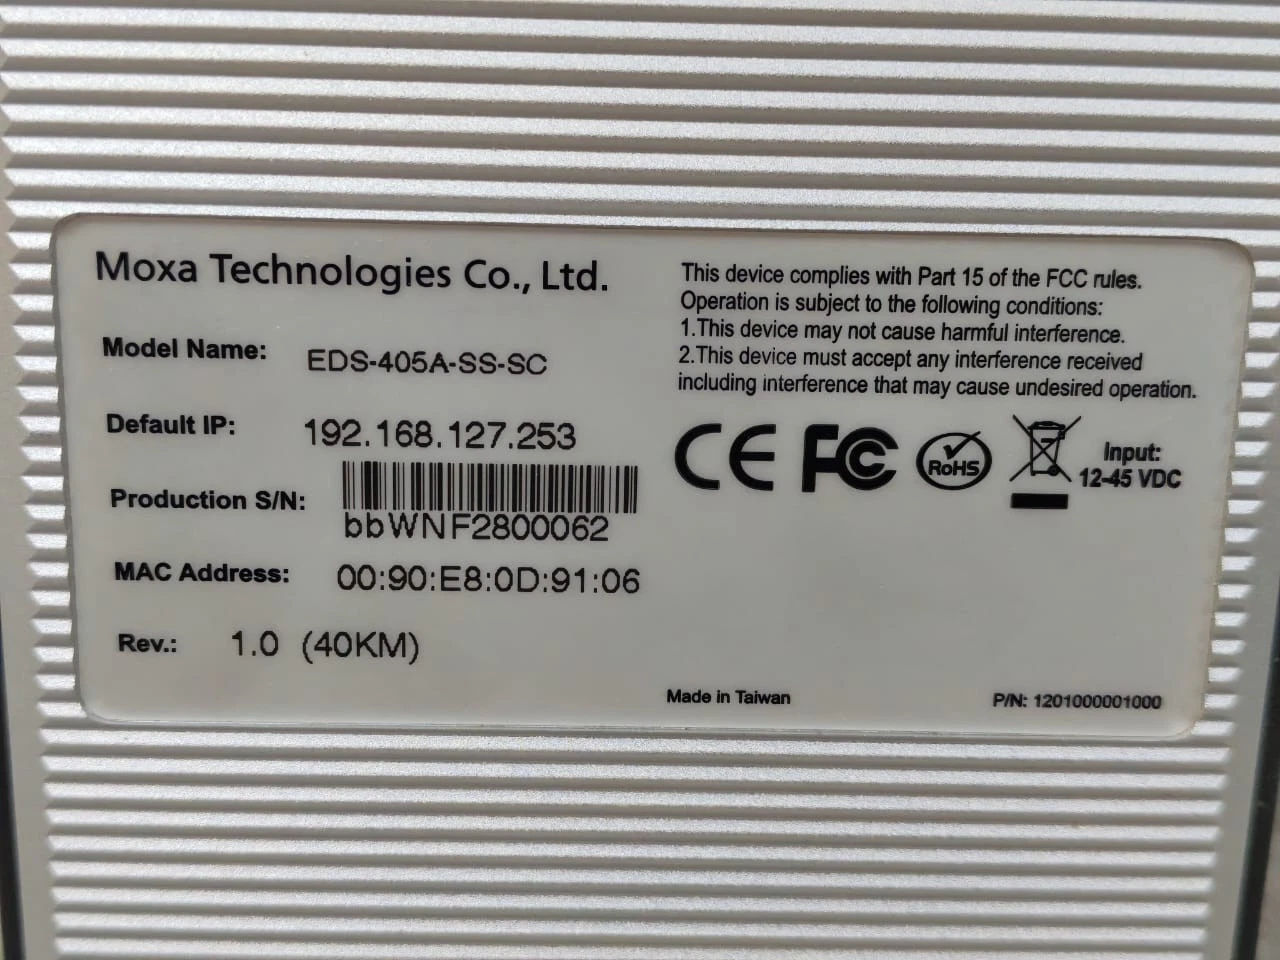 Moxa Technologies Co., Ltd.
Model Name: EDS-405A-SS-SC
Default IP: 192.168.127.253
Production S/N: bbWNF2800062
MAC Address: 00:90:E8:0D:91:06
Rev.: 1.0 (40KM)
This device complies with Part 15 of the FCC rules.
Operation is subject to the following conditions:
1.This device may not cause harmful interference.
2.This device must accept any interference received
including interference that may cause undesired operation.
CE FC RoHS
Input:
12-45 VDC
Made in Taiwan
P/N: 1201000001000